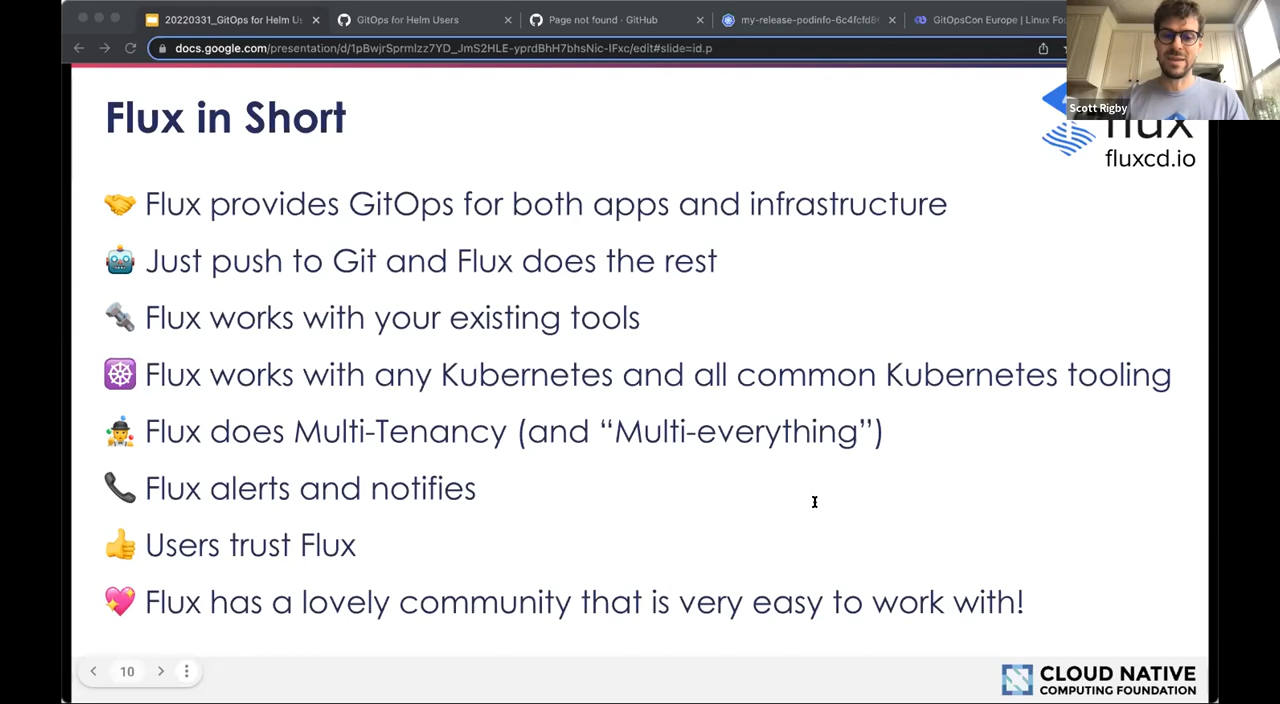 20220331_GitOps for Helm Us
GitOps for Helm Users
Page not found · GitHub
my-release-podinfo-6c4fcfd8
GitOpsCon Europe | Linux Fou
docs.google.com/presentation/d/1pBwjrSprmlzz7YD_JmS2HLE-yprdBhH7bhsNic-IFxc/edit#slide=id.p
Scott Rigby
Flux in Short
flux
fluxcd.io
Flux provides GitOps for both apps and infrastructure
Just push to Git and Flux does the rest
Flux works with your existing tools
Flux works with any Kubernetes and all common Kubernetes tooling
Flux does Multi-Tenancy (and “Multi-everything”)
Flux alerts and notifies
Users trust Flux
Flux has a lovely community that is very easy to work with!
10
CLOUD NATIVE
COMPUTING FOUNDATION